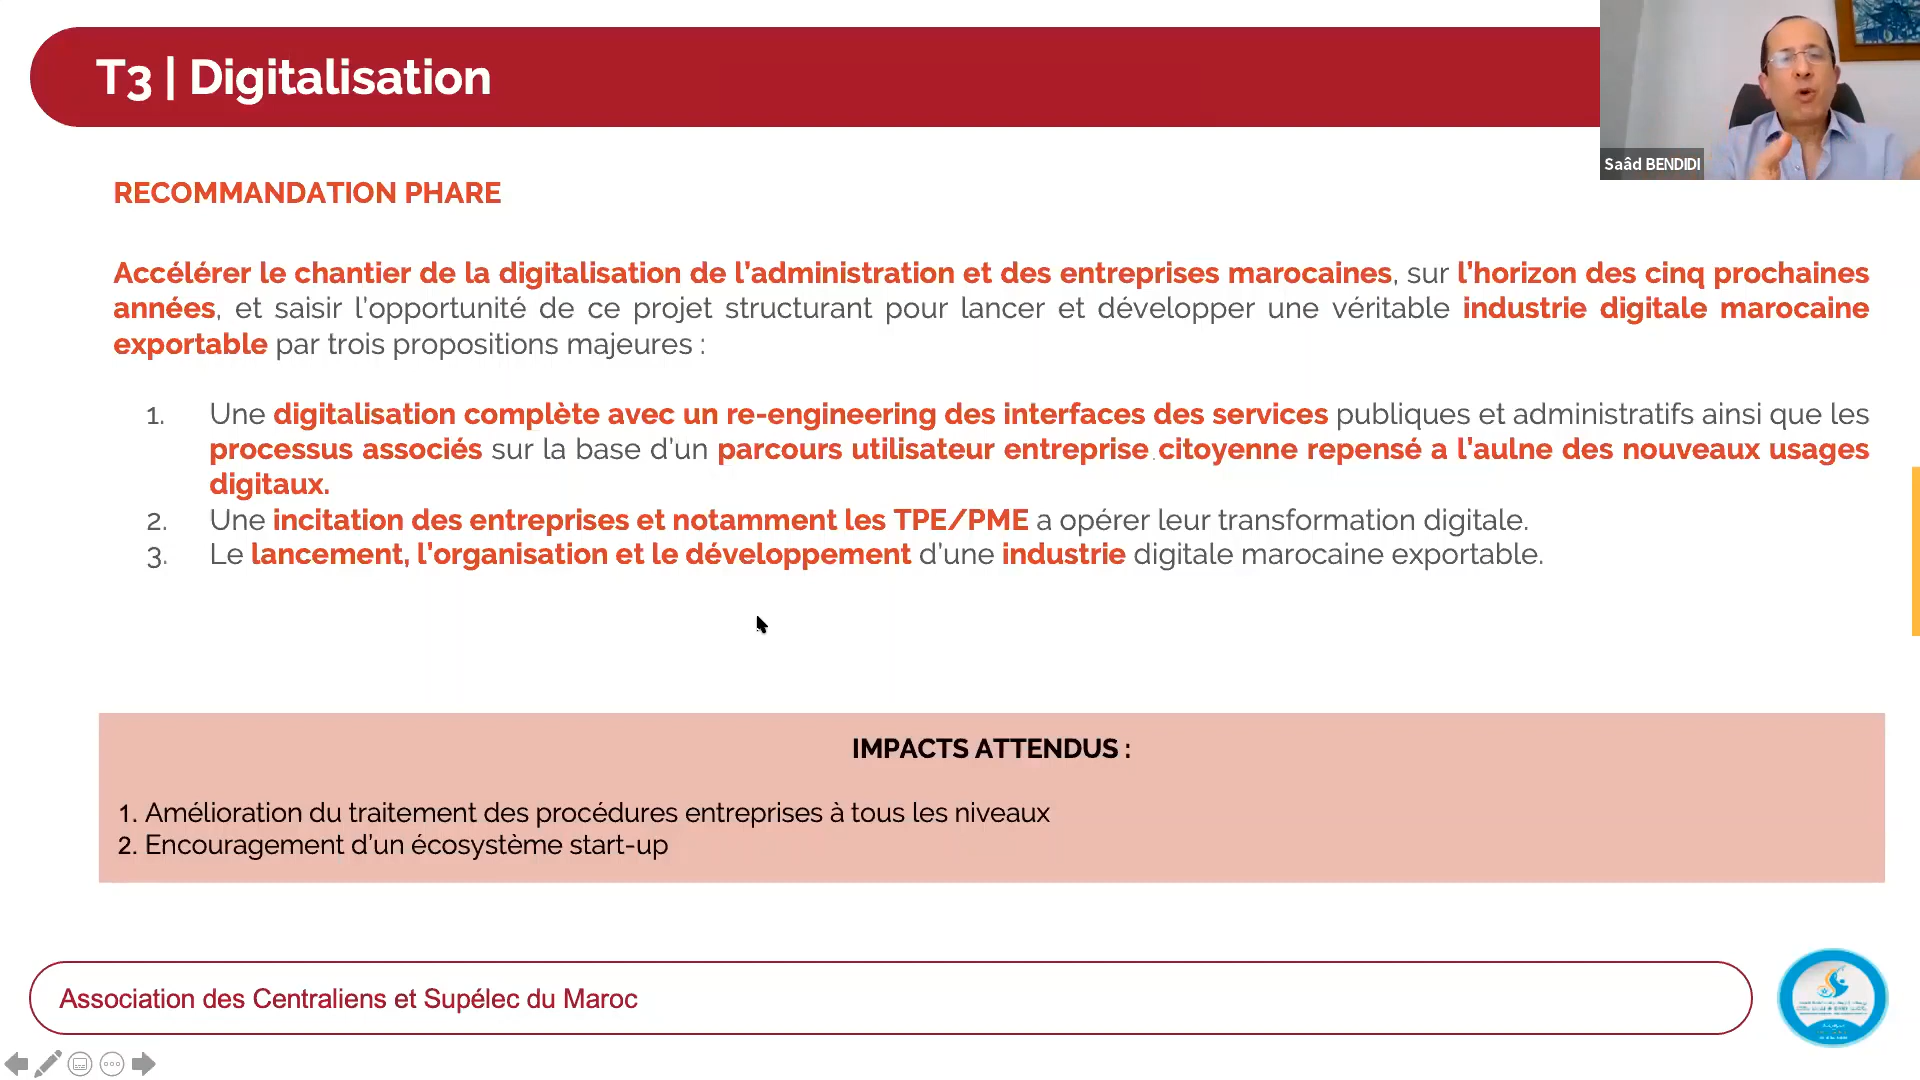 T3 | Digitalisation
Saâd BENDIDI
RECOMMANDATION PHARE
Accélérer le chantier de la digitalisation de l'administration et des entreprises marocaines, sur l'horizon des cinq prochaines
années, et saisir l'opportunité de ce projet structurant pour lancer et développer une véritable industrie digitale marocaine
exportable par trois propositions majeures :
1. Une digitalisation complète avec un re-engineering des interfaces des services publiques et administratifs ainsi que les
processus associés sur la base d'un parcours utilisateur entreprise citoyenne repensé a l'aulne des nouveaux usages
digitaux.
2. Une incitation des entreprises et notamment les TPE/PME a opérer leur transformation digitale.
3. Le lancement, l'organisation et le développement d'une industrie digitale marocaine exportable.
IMPACTS ATTENDUS :
1. Amélioration du traitement des procédures entreprises à tous les niveaux
2. Encouragement d'un écosystème start-up
Association des Centraliens et Supélec du Maroc